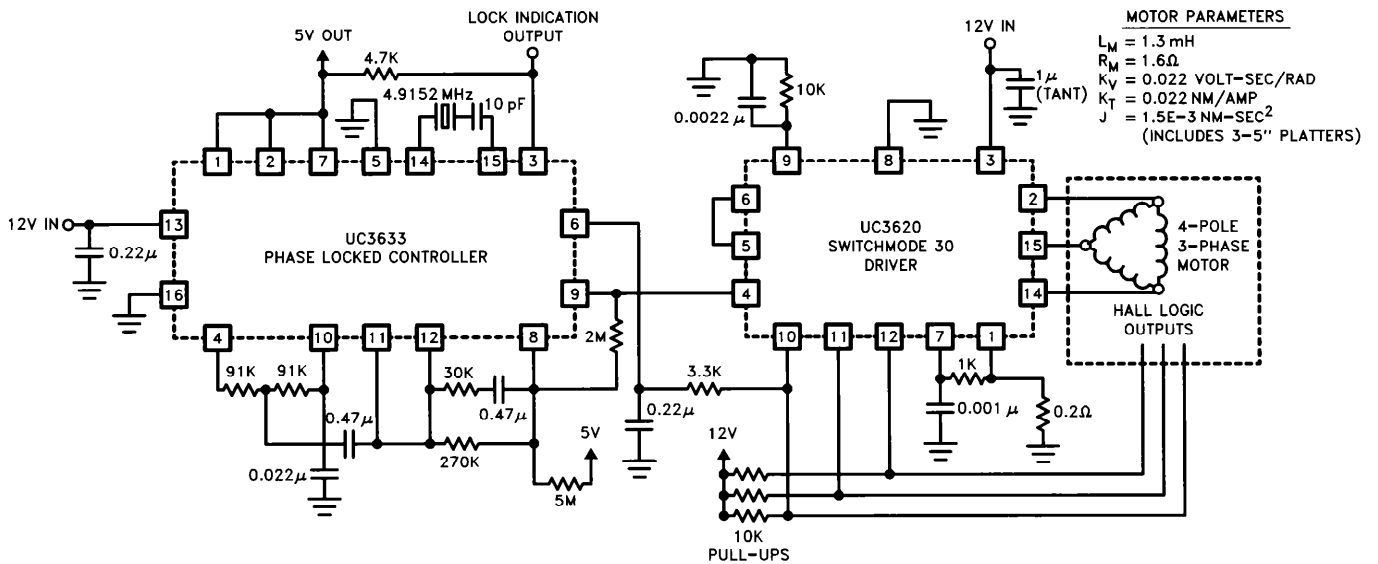 LOCK INDICATION
OUTPUT
5V OUT
4.7K
4.9152 MHz
10 pF
12V IN
1μ
(TANT)
10K
0.0022 μ
MOTOR PARAMETERS
LM = 1.3 mH
RM = 1.6Ω
KV = 0.022 VOLT-SEC/RAD
KT = 0.022 NM/AMP
J = 1.5E-3 NM-SEC2
(INCLUDES 3-5" PLATTERS)
1
2
7
5
14
15
3
9
8
3
12V IN
13
0.22μ
16
UC3633
PHASE LOCKED CONTROLLER
6
9
6
5
4
UC3620
SWITCHMODE 30
DRIVER
2
15
14
4-POLE
3-PHASE
MOTOR
HALL LOGIC
OUTPUTS
4
10
11
12
8
10
11
12
7
1
2M
91K
91K
30K
0.47μ
0.47μ
270K
0.022μ
5V
5M
3.3K
0.22μ
1K
0.001 μ
0.2Ω
12V
10K
PULL-UPS